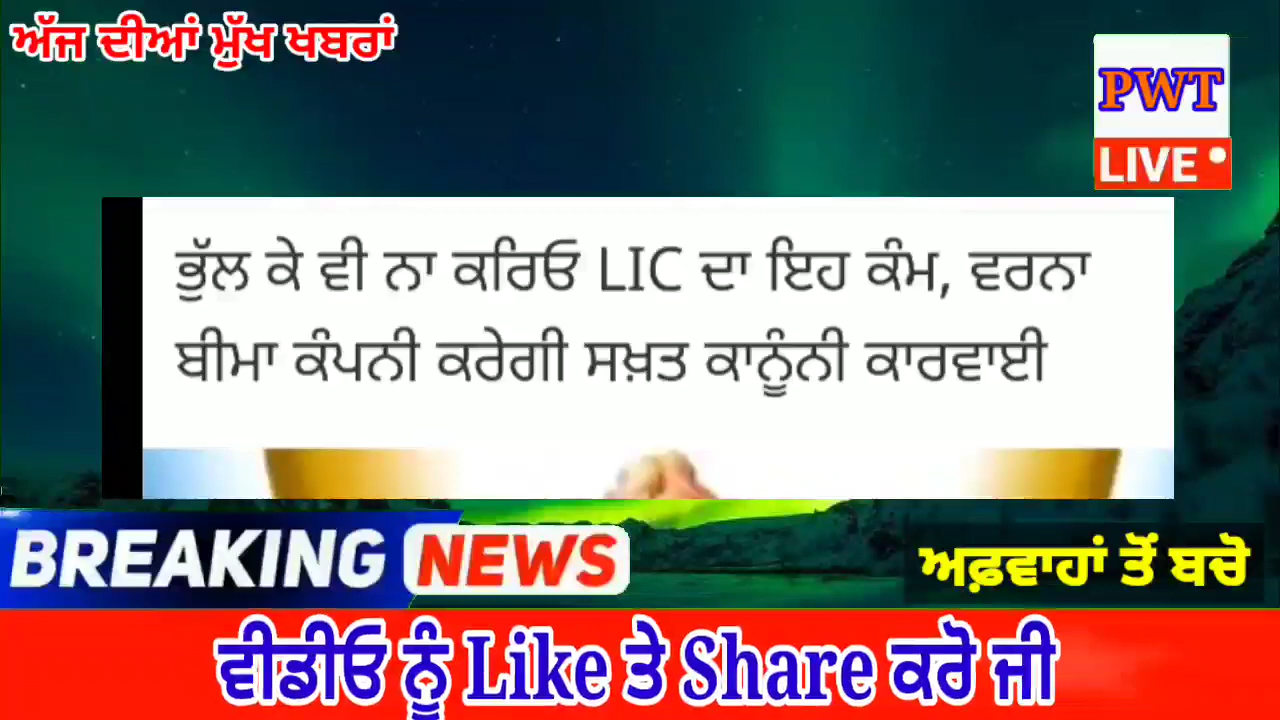 ਅੱਜ ਦੀਆਂ ਮੁੱਖ ਖਬਰਾਂ
PWT
LIVE
ਭੁੱਲ ਕੇ ਵੀ ਨਾ ਕਰਿਓ LIC ਦਾ ਇਹ ਕੰਮ, ਵਰਨਾ
ਬੀਮਾ ਕੰਪਨੀ ਕਰੇਗੀ ਸਖ਼ਤ ਕਾਨੂੰਨੀ ਕਾਰਵਾਈ
BREAKING NEWS
ਅਫ਼ਵਾਹਾਂ ਤੋਂ ਬਚੋ
ਵੀਡੀਓ ਨੂੰ Like ਤੇ Share ਕਰੋ ਜੀ